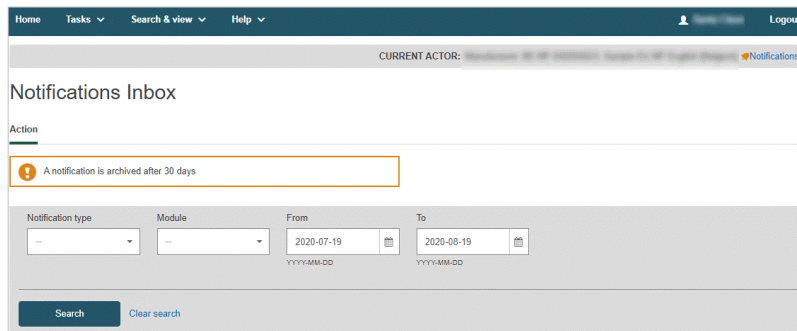 Home Tasks Search & view Help Logou
CURRENT ACTOR: Notifications
Notifications Inbox
Action
A notification is archived after 30 days
Notification type Module From To
-- -- 2020-07-19 2020-08-19
YYYY-MM-DD YYYY-MM-DD
Search Clear search